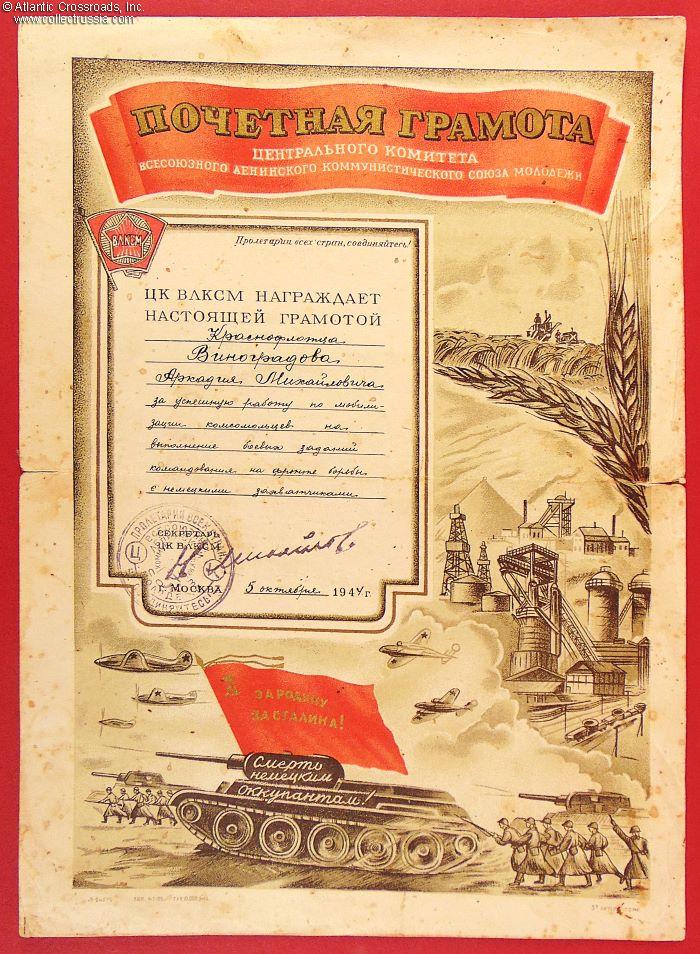 © Atlantic Crossroads, Inc.
www.collectrussia.com
ПОЧЕТНАЯ ГРАМОТА
ЦЕНТРАЛЬНОГО КОМИТЕТА
ВСЕСОЮЗНОГО ЛЕНИНСКОГО КОММУНИСТИЧЕСКОГО СОЮЗА МОЛОДЕЖИ
ВЛКСМ
Пролетарии всех стран, соединяйтесь!
ЦК ВЛКСМ НАГРАЖДАЕТ
НАСТОЯЩЕЙ ГРАМОТОЙ
Краснофлотца
Виноградова
Аркадия Михайловича
за успешную работу по мобили-
зации комсомольцев на
выполнение боевых заданий
командования на фронте борьбы
с немецкими захватчиками
СЕКРЕТАРЬ
ЦК ВЛКСМ
г. МОСКВА 5 октября 1944 г.
ЗА РОДИНУ
ЗА СТАЛИНА!
Смерть
немецким
оккупантам!